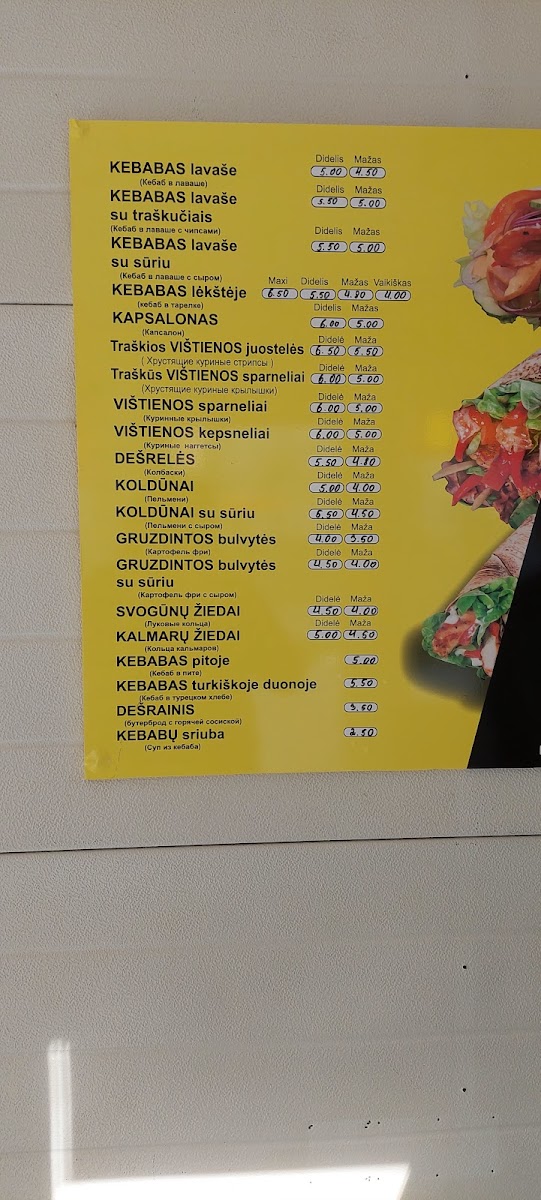 Didelis Mažas
KEBABAS lavaše 5.00 4.50
(Кебаб в лаваше)
Didelis Mažas
KEBABAS lavaše 5.50 5.00
su traškučiais
(Кебаб в лаваше с чипсами)
Didelis Mažas
KEBABAS lavaše 5.50 5.00
su sūriu
(Кебаб в лаваше с сыром)
Maxi Didelis Mažas Vaikiškas
KEBABAS lėkštėje 6.50 5.50 4.80 4.00
(кебаб в тарелке)
Didelis Mažas
KAPSALONAS 6.00 5.00
(Капсалон)
Didelė Maža
Traškios VIŠTIENOS juostelės 6.50 5.50
( Хрустящие куриные стрипсы )
Didelė Maža
Traškūs VIŠTIENOS sparneliai 6.00 5.00
(Хрустящие куриные крылышки)
Didelė Maža
VIŠTIENOS sparneliai 6.00 5.00
(Куринные крылышки)
Didelė Maža
VIŠTIENOS kepsneliai 6.00 5.00
(Куриные наггетсы)
Didelė Maža
DEŠRELĖS 5.50 4.80
(Колбаски)
Didelė Maža
KOLDŪNAI 5.00 4.00
(Пельмени)
Didelė Maža
KOLDŪNAI su sūriu 5.50 4.50
(Пельмени с сыром)
Didelė Maža
GRUZDINTOS bulvytės 4.00 3.50
(Картофель фри)
Didelė Maža
GRUZDINTOS bulvytės 4.50 4.00
su sūriu
(Картофель фри с сыром)
Didelė Maža
SVOGŪNŲ ŽIEDAI 4.50 4.00
(Луковые кольца)
Didelė Maža
KALMARŲ ŽIEDAI 5.00 4.50
(Кольца кальмаров)
KEBABAS pitoje 5.00
(Кебаб в пите)
KEBABAS turkiškoje duonoje 5.50
(Кебаб в турецком хлебе)
DEŠRAINIS 3.50
(бутерброд с горячей сосиской)
KEBABŲ sriuba 2.50
(Суп из кебаба)